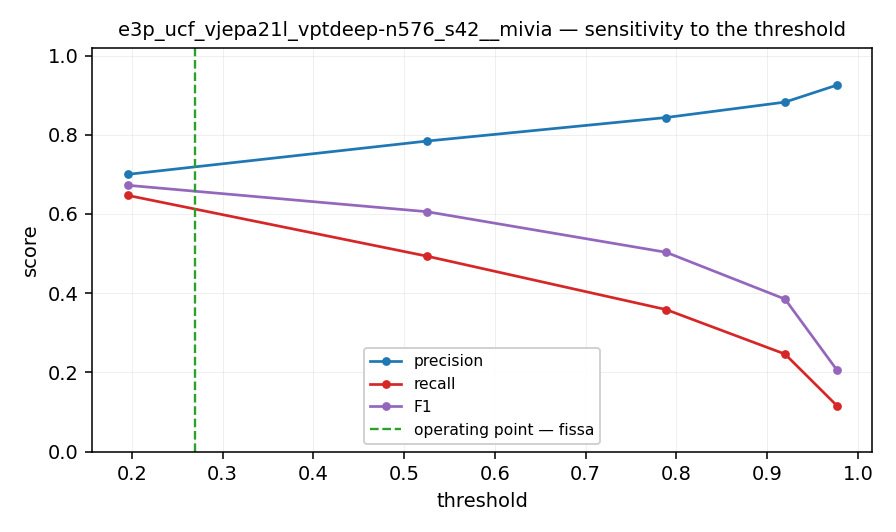 e3p_ucf_vjepa21l_vptdeep-n576_s42__mivia — sensitivity to the threshold
1.0
0.8
0.6
0.4
0.2
0.0
score
precision
recall
F1
operating point — fissa
0.2 0.3 0.4 0.5 0.6 0.7 0.8 0.9 1.0
threshold